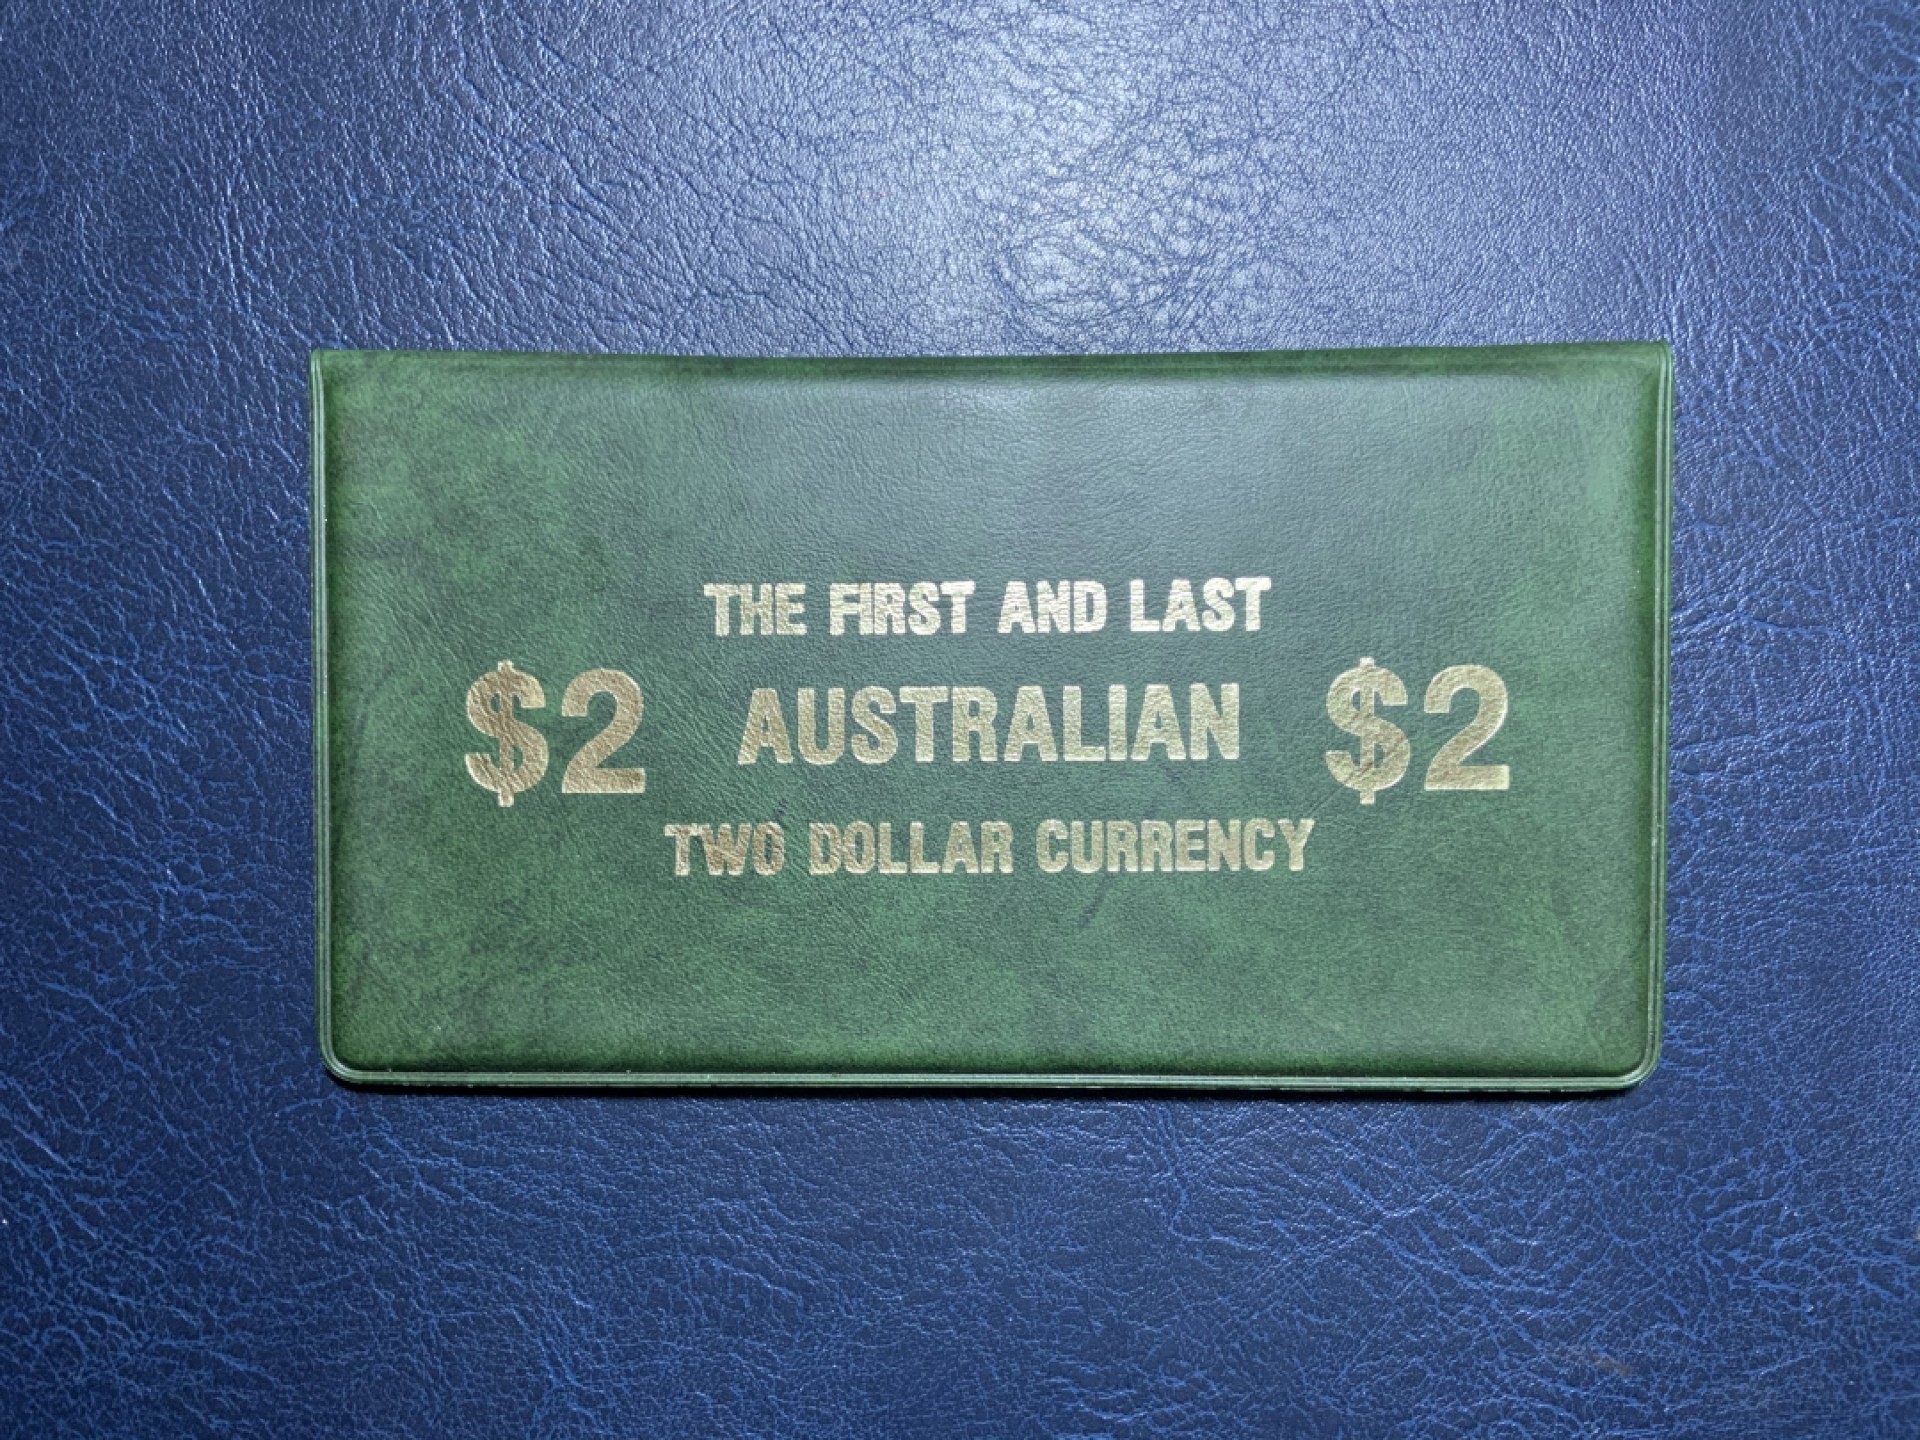 THE FIRST AND LAST
$2 AUSTRALIAN $2
TWO DOLLAR CURRENCY